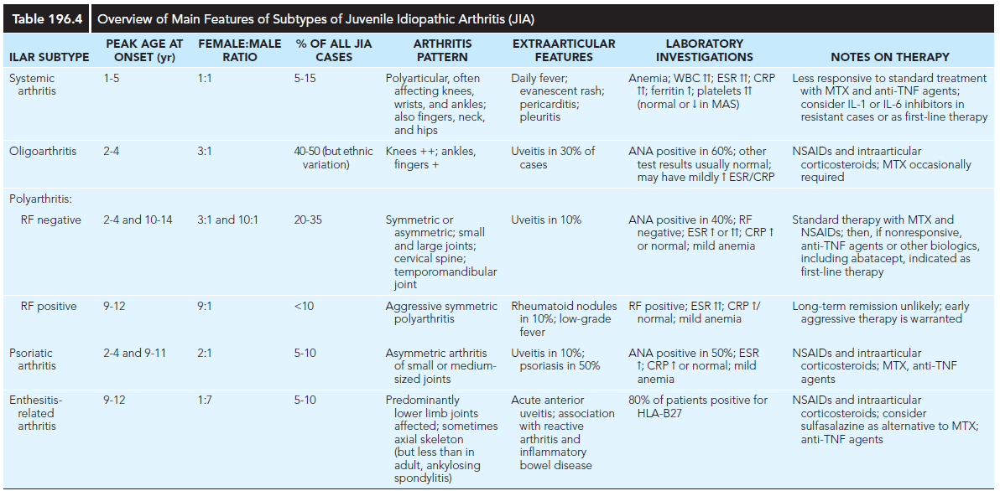 Table 196.4 Overview of Main Features of Subtypes of Juvenile Idiopathic Arthritis (JIA)
ILAR SUBTYPE
PEAK AGE AT
ONSET (yr)
FEMALE:MALE
RATIO
% OF ALL JIA
CASES
ARTHRITIS
PATTERN
EXTRAARTICULAR
FEATURES
LABORATORY
INVESTIGATIONS
NOTES ON THERAPY
Systemic
arthritis
1-5
1:1
5-15
Polyarticular, often
affecting knees,
wrists, and ankles;
also fingers, neck,
and hips
Daily fever;
evanescent rash;
pericarditis;
pleuritis
Anemia; WBC ↑↑; ESR ↑↑; CRP
↑↑; ferritin ↑; platelets ↑↑
(normal or ↓ in MAS)
Less responsive to standard treatment
with MTX and anti-TNF agents;
consider IL-1 or IL-6 inhibitors in
resistant cases or as first-line therapy
Oligoarthritis
2-4
3:1
40-50 (but ethnic
variation)
Knees ++; ankles,
fingers +
Uveitis in 30% of
cases
ANA positive in 60%; other
test results usually normal;
may have mildly ↑ ESR/CRP
NSAIDs and intraarticular
corticosteroids; MTX occasionally
required
Polyarthritis:
RF negative
2-4 and 10-14
3:1 and 10:1
20-35
Symmetric or
asymmetric; small
and large joints;
cervical spine;
temporomandibular
joint
Uveitis in 10%
ANA positive in 40%; RF
negative; ESR ↑ or ↑↑; CRP ↑
or normal; mild anemia
Standard therapy with MTX and
NSAIDs; then, if nonresponsive,
anti-TNF agents or other biologics,
including abatacept, indicated as
first-line therapy
RF positive
9-12
9:1
<10
Aggressive symmetric
polyarthritis
Rheumatoid nodules
in 10%; low-grade
fever
RF positive; ESR ↑↑; CRP ↑/
normal; mild anemia
Long-term remission unlikely; early
aggressive therapy is warranted
Psoriatic
arthritis
2-4 and 9-11
2:1
5-10
Asymmetric arthritis
of small or medium-
sized joints
Uveitis in 10%;
psoriasis in 50%
ANA positive in 50%; ESR
↑; CRP ↑ or normal; mild
anemia
NSAIDs and intraarticular
corticosteroids; MTX, anti-TNF
agents
Enthesitis-
related
arthritis
9-12
1:7
5-10
Predominantly
lower limb joints
affected; sometimes
axial skeleton
(but less than in
adult, ankylosing
spondylitis)
Acute anterior
uveitis; association
with reactive
arthritis and
inflammatory
bowel disease
80% of patients positive for
HLA-B27
NSAIDs and intraarticular
corticosteroids; consider
sulfasalazine as alternative to MTX;
anti-TNF agents